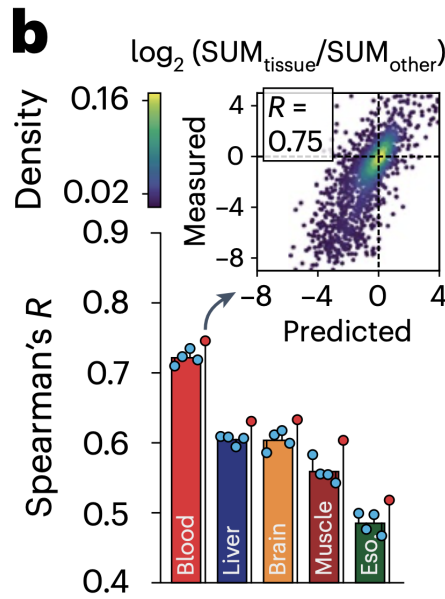 b
log₂ (SUMtissue/SUMother)
Density
0.16
0.02
Measured
4
0
−4
−8
R =
0.75
−8 −4 0 4
Predicted
Spearman's R
0.9
0.8
0.7
0.6
0.5
0.4
Blood
Liver
Brain
Muscle
Eso.